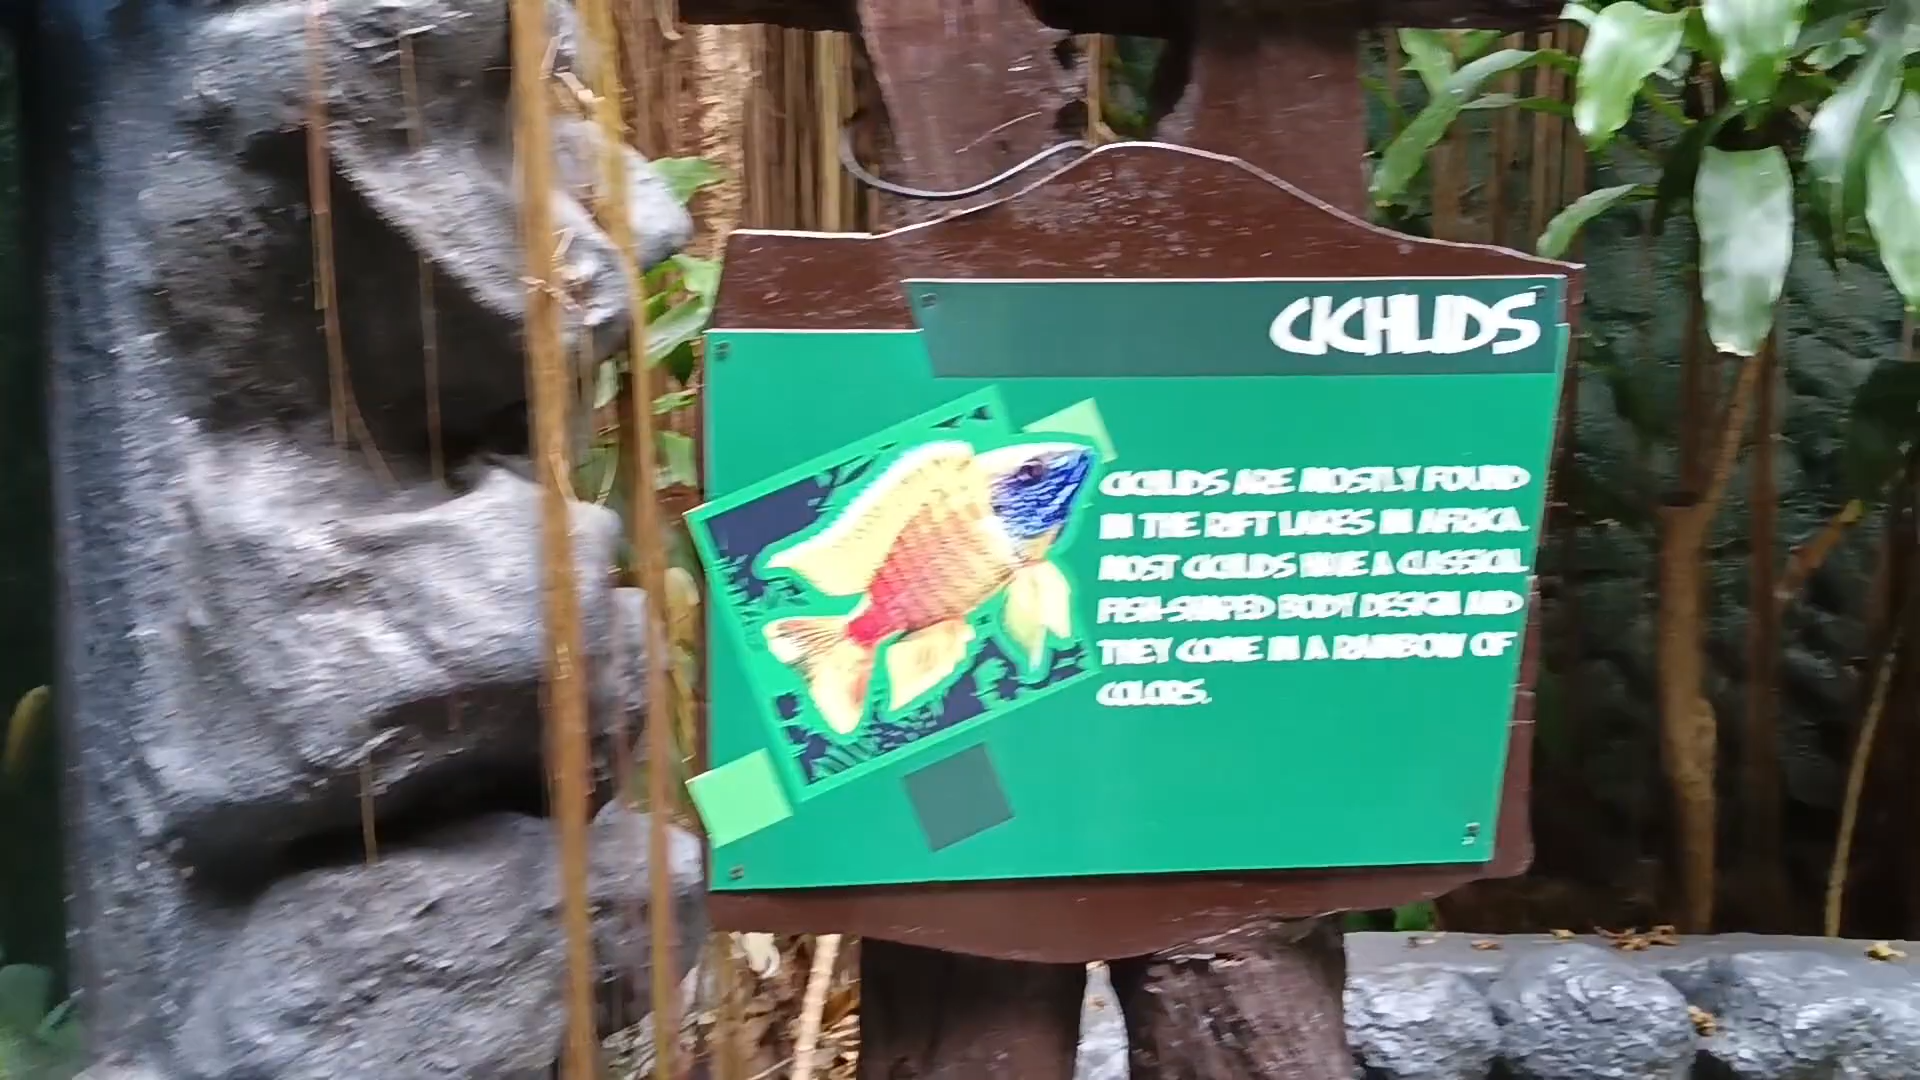 CICHLIDS
CICHLIDS ARE MOSTLY FOUND
IN THE RIFT LAKES IN AFRICA.
MOST CICHLIDS HAVE A CLASSICAL
FISH-SHAPED BODY DESIGN AND
THEY COME IN A RAINBOW OF
COLORS.